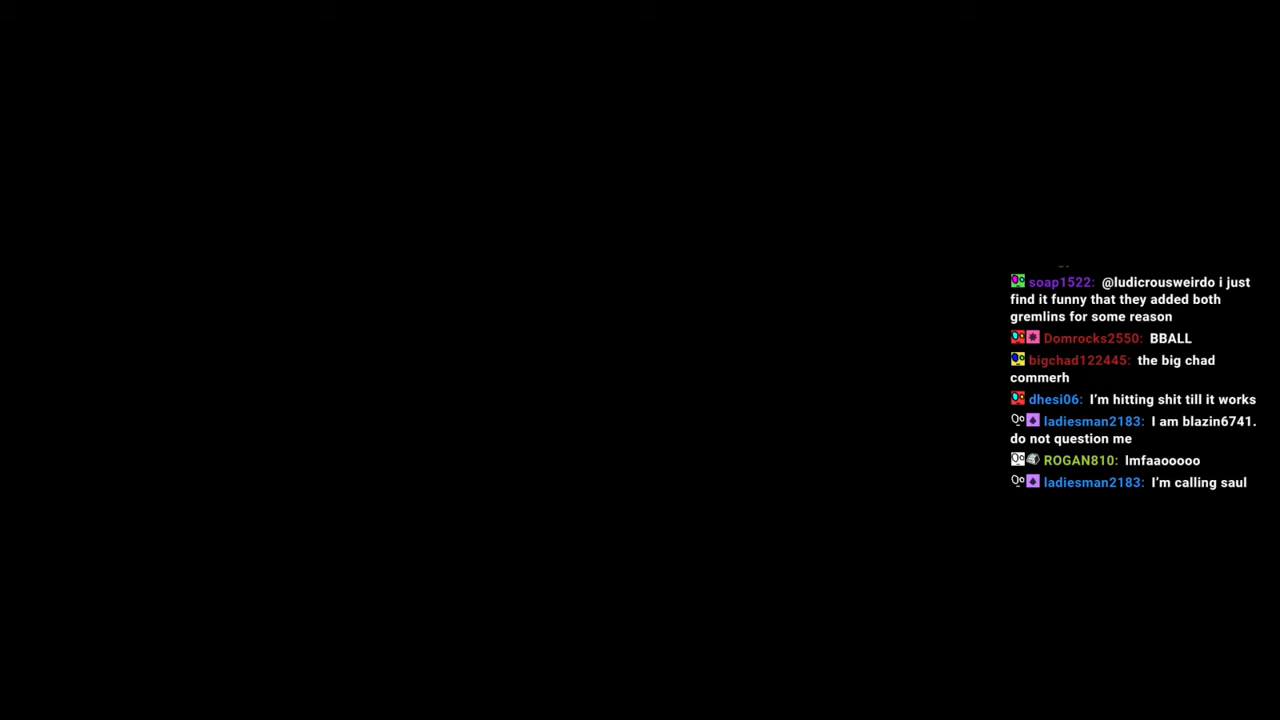 soap1522: @ludicrousweirdo i just
find it funny that they added both
gremlins for some reason
Domrocks2550: BBALL
bigchad122445: the big chad
commerh
dhesi06: I’m hitting shit till it works
ladiesman2183: I am blazin6741.
do not question me
ROGAN810: lmfaaooooo
ladiesman2183: I’m calling saul